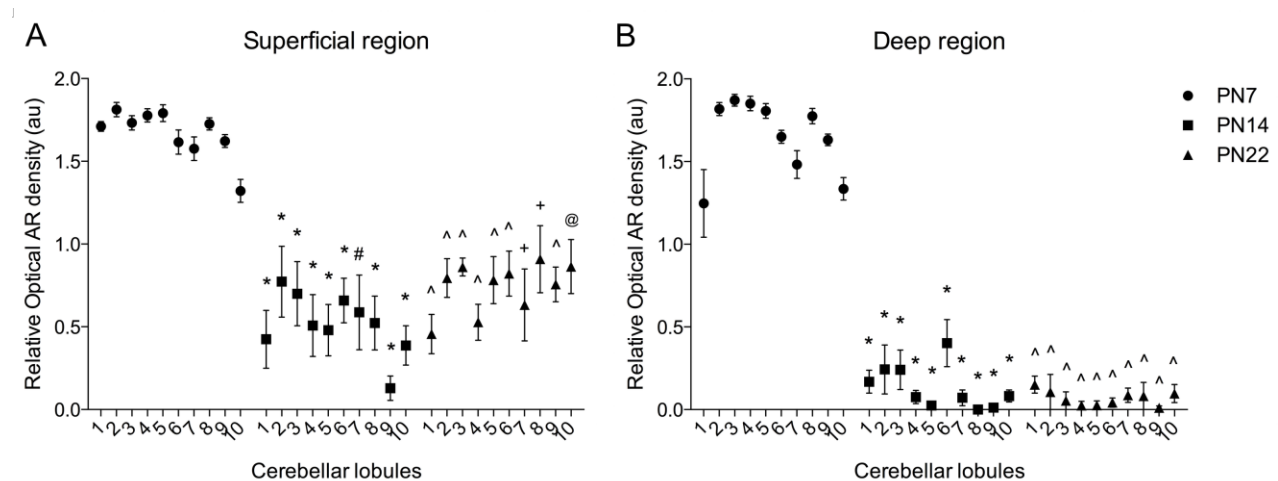 A
Superficial region
Relative Optical AR density (au)
2.0
1.5
1.0
0.5
0.0
* * * * * * # * * *
^ ^ ^ ^ ^ ^ + + ^ @
1 2 3 4 5 6 7 8 9 10 1 2 3 4 5 6 7 8 9 10 1 2 3 4 5 6 7 8 9 10
Cerebellar lobules
B
Deep region
Relative Optical AR density (au)
2.0
1.5
1.0
0.5
0.0
* * * * * * * * * *
^ ^ ^ ^ ^ ^ ^ ^ ^ ^
1 2 3 4 5 6 7 8 9 10 1 2 3 4 5 6 7 8 9 10 1 2 3 4 5 6 7 8 9 10
Cerebellar lobules
PN7
PN14
PN22